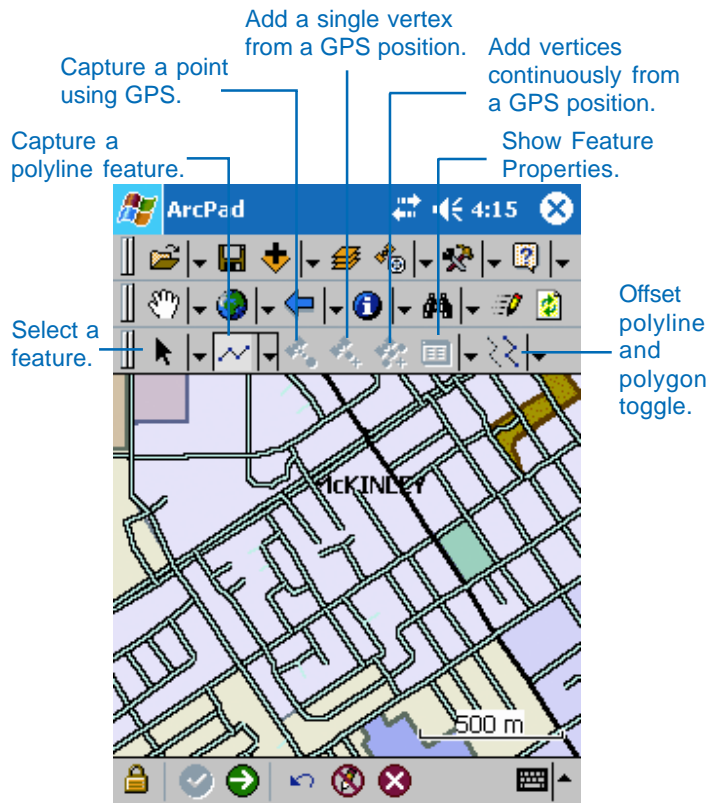 Add a single vertex
from a GPS position.
Capture a point
using GPS.
Add vertices
continuously from
a GPS position.
Capture a
polyline feature.
Show Feature
Properties.
ArcPad
4:15
Select a
feature.
Offset
polyline
and
polygon
toggle.
McKINLEY
500 m